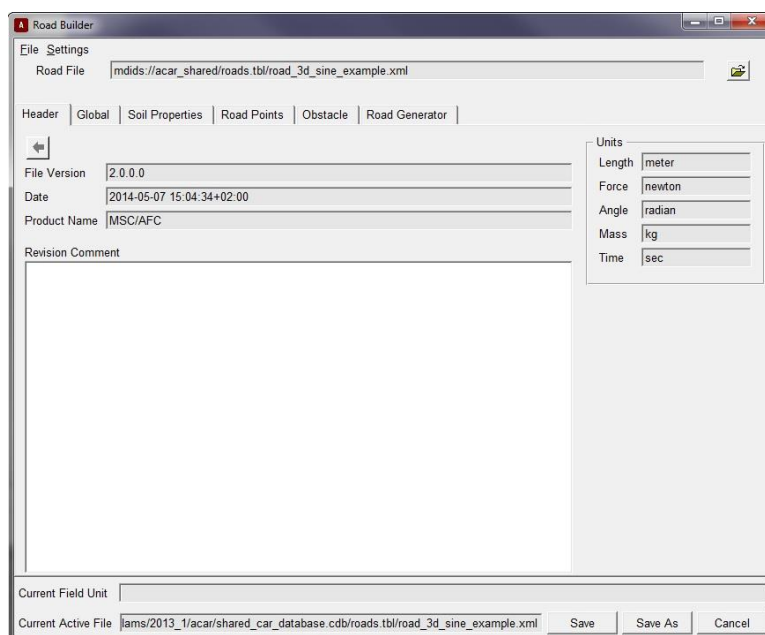 A Road Builder
File Settings
Road File mdids://acar_shared/roads.tbl/road_3d_sine_example.xml
Header Global Soil Properties Road Points Obstacle Road Generator
File Version 2.0.0.0
Date 2014-05-07 15:04:34+02:00
Product Name MSC/AFC
Revision Comment
Units
Length meter
Force newton
Angle radian
Mass kg
Time sec
Current Field Unit
Current Active File lams/2013_1/acar/shared_car_database.cdb/roads.tbl/road_3d_sine_example.xml Save Save As Cancel